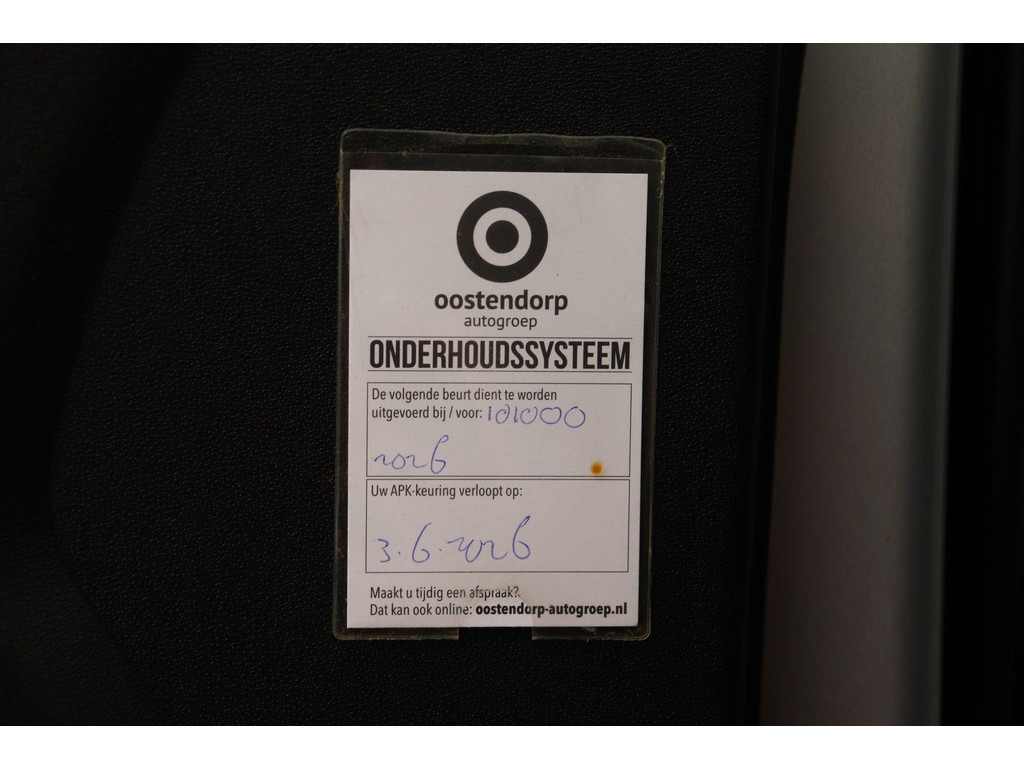 oostendorp
autogroep
ONDERHOUDSSYSTEEM
De volgende beurt dient te worden
uitgevoerd bij / voor: 101000
2026
Uw APK-keuring verloopt op:
3.6.2026
Maakt u tijdig een afspraak?
Dat kan ook online: oostendorp-autogroep.nl